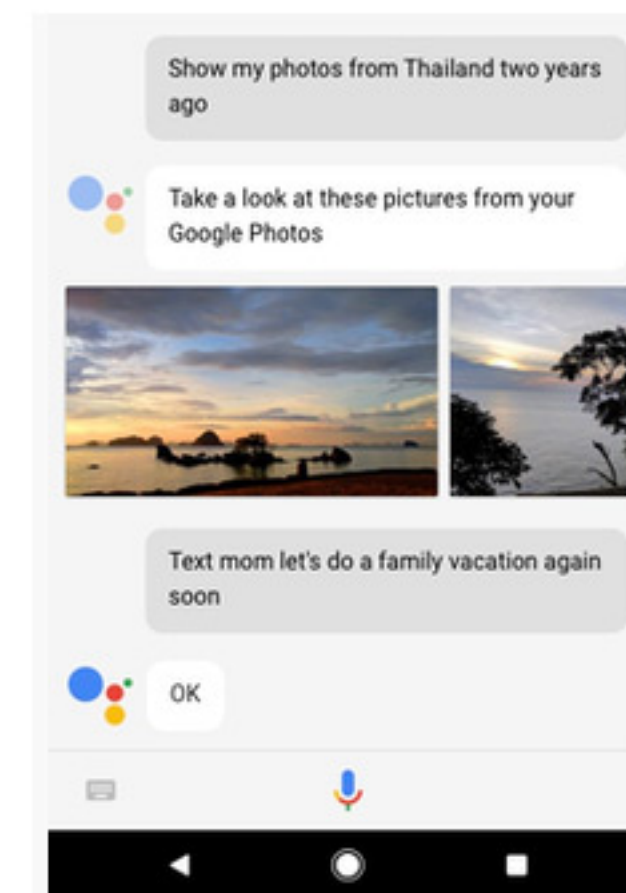 Show my photos from Thailand two years
ago
Take a look at these pictures from your
Google Photos
Text mom let's do a family vacation again
soon
OK